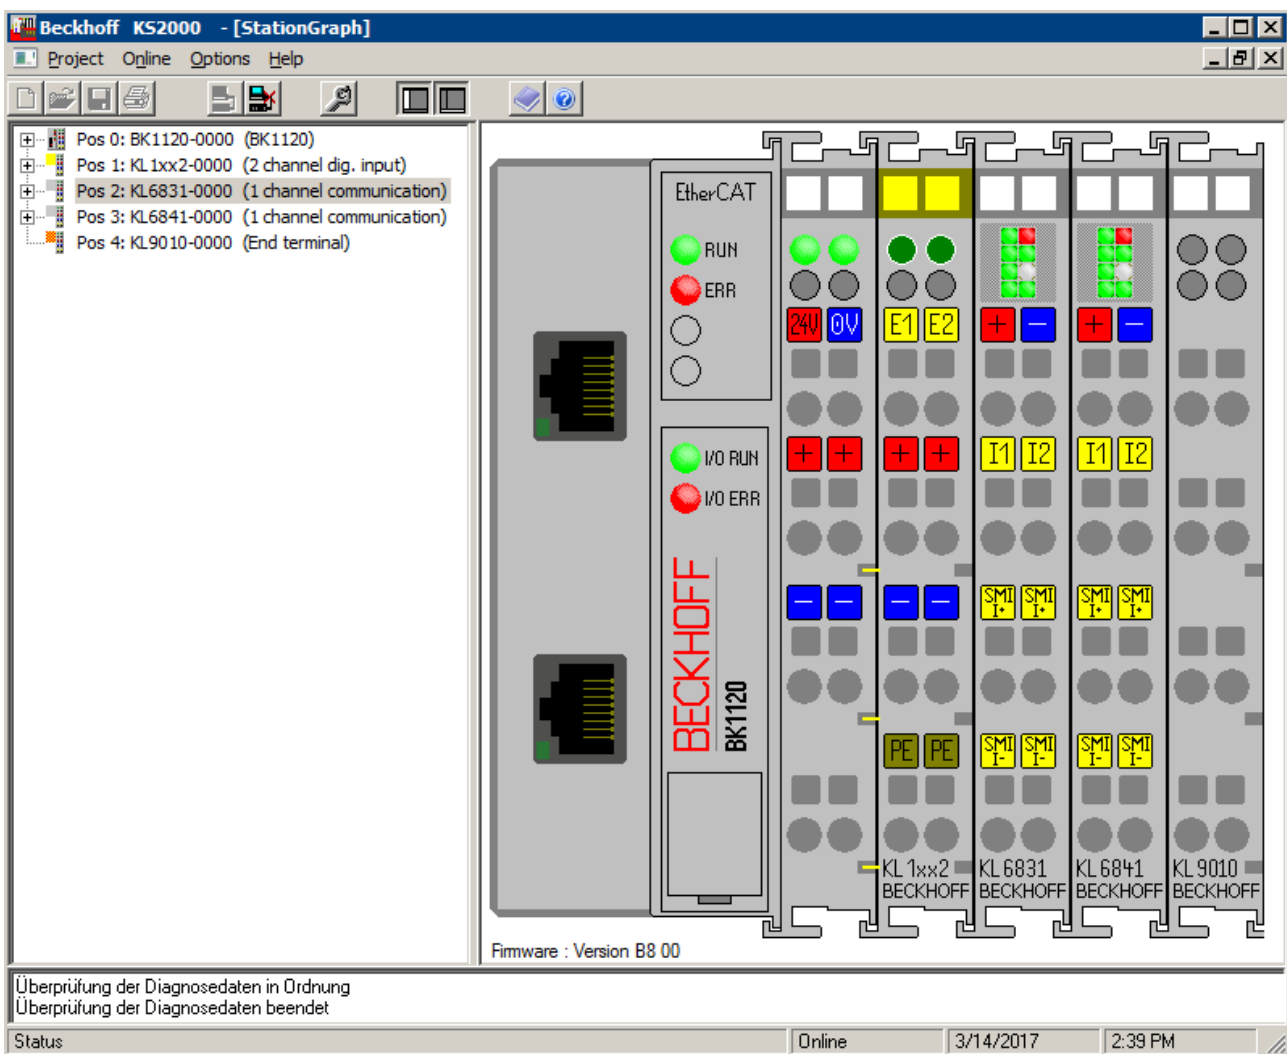 Beckhoff KS2000 - [StationGraph]
Project Online Options Help
Pos 0: BK1120-0000 (BK1120)
Pos 1: KL1xx2-0000 (2 channel dig. input)
Pos 2: KL6831-0000 (1 channel communication)
Pos 3: KL6841-0000 (1 channel communication)
Pos 4: KL9010-0000 (End terminal)
EtherCAT
RUN
ERR
I/O RUN
I/O ERR
BECKHOFF
BK1120
24V 0V
+ +
− −
E1 E2
+ +
− −
PE PE
KL1xx2
BECKHOFF
+ −
I1 I2
SMI I+ SMI I+
SMI I- SMI I-
KL6831
BECKHOFF
+ −
I1 I2
SMI I+ SMI I+
SMI I- SMI I-
KL6841
BECKHOFF
KL9010
BECKHOFF
Firmware : Version B8 00
Überprüfung der Diagnosedaten in Ordnung
Überprüfung der Diagnosedaten beendet
Status Online 3/14/2017 2:39 PM